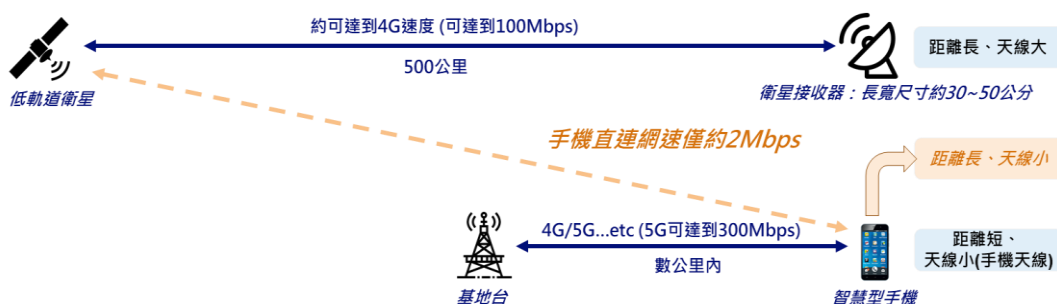 約可達到4G速度 (可達到100Mbps)
500公里
低軌道衛星
距離長、天線大
衛星接收器：長寬尺寸約30~50公分
手機直連網速僅約2Mbps
距離長、天線小
4G/5G...etc (5G可達到300Mbps)
數公里內
基地台
智慧型手機
距離短、
天線小(手機天線)